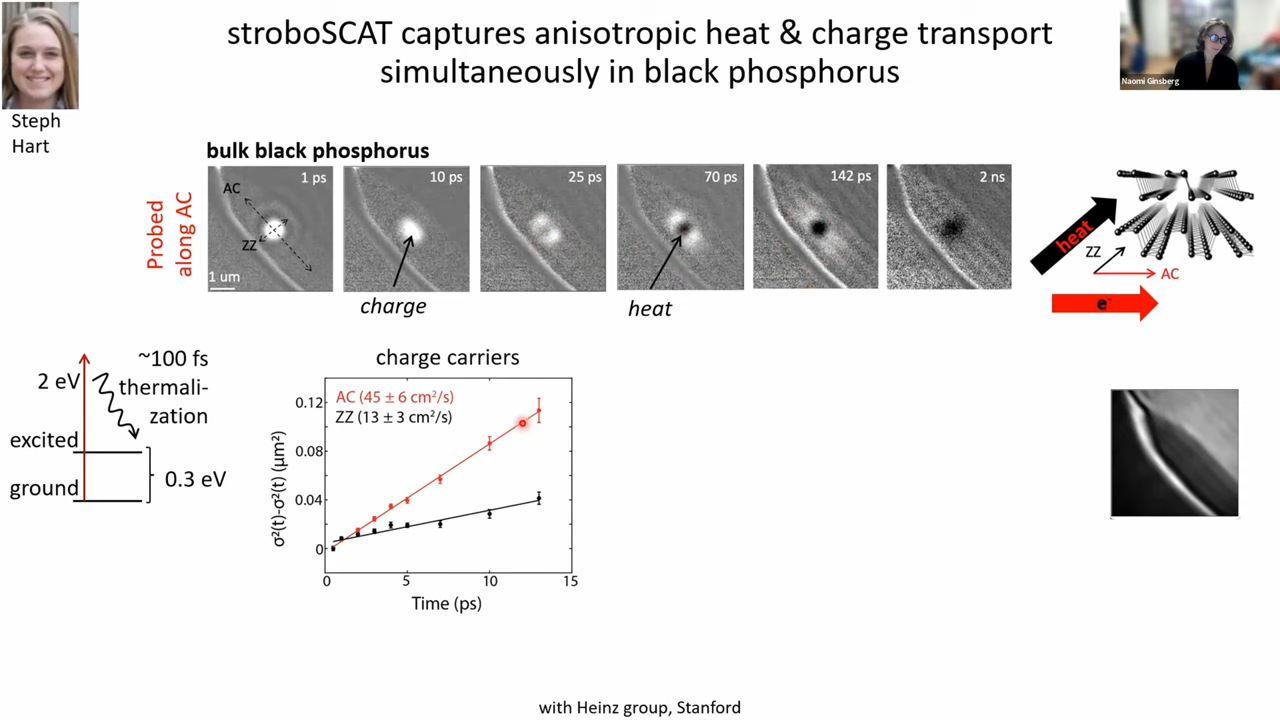 stroboSCAT captures anisotropic heat & charge transport
simultaneously in black phosphorus
Naomi Ginsberg
Steph
Hart
bulk black phosphorus
Probed
along AC
1 ps
AC
ZZ
1 um
10 ps
25 ps
70 ps
142 ps
2 ns
charge
heat
heat
ZZ
AC
e⁻
2 eV
~100 fs
thermali-
zation
excited
ground
0.3 eV
charge carriers
AC (45 ± 6 cm²/s)
ZZ (13 ± 3 cm²/s)
σ²(t)-σ²(t) (µm²)
0.12
0.08
0.04
0
0
5
10
15
Time (ps)
with Heinz group, Stanford